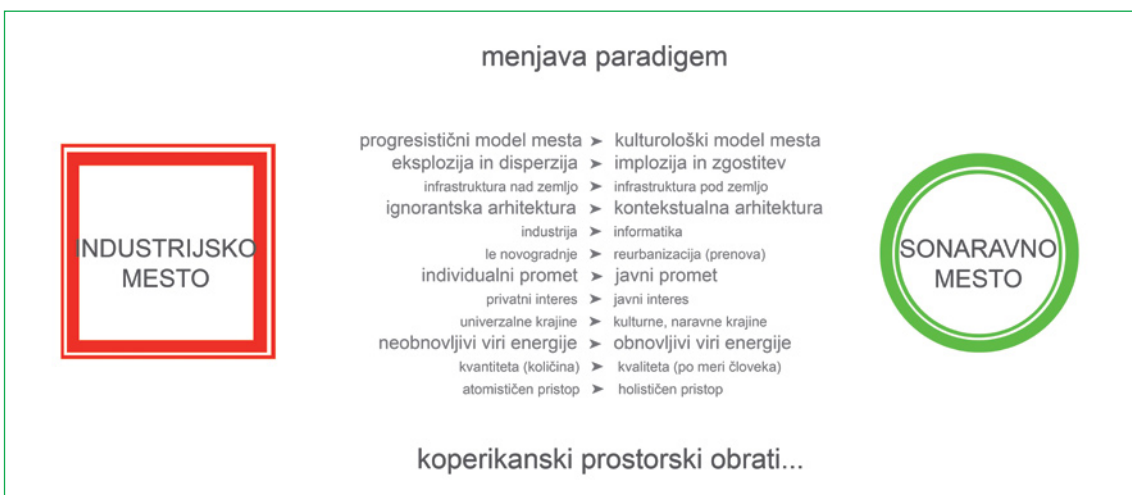 menjava paradigem
INDUSTRIJSKO
MESTO
progresistični model mesta ➤ kulturološki model mesta
eksplozija in disperzija ➤ implozija in zgostitev
infrastruktura nad zemljo ➤ infrastruktura pod zemljo
ignorantska arhitektura ➤ kontekstualna arhitektura
industrija ➤ informatika
le novogradnje ➤ reurbanizacija (prenova)
individualni promet ➤ javni promet
privatni interes ➤ javni interes
univerzalne krajine ➤ kulturne, naravne krajine
neobnovljivi viri energije ➤ obnovljivi viri energije
kvantiteta (količina) ➤ kvaliteta (po meri človeka)
atomističen pristop ➤ holističen pristop
SONARAVNO
MESTO
koperikanski prostorski obrati...